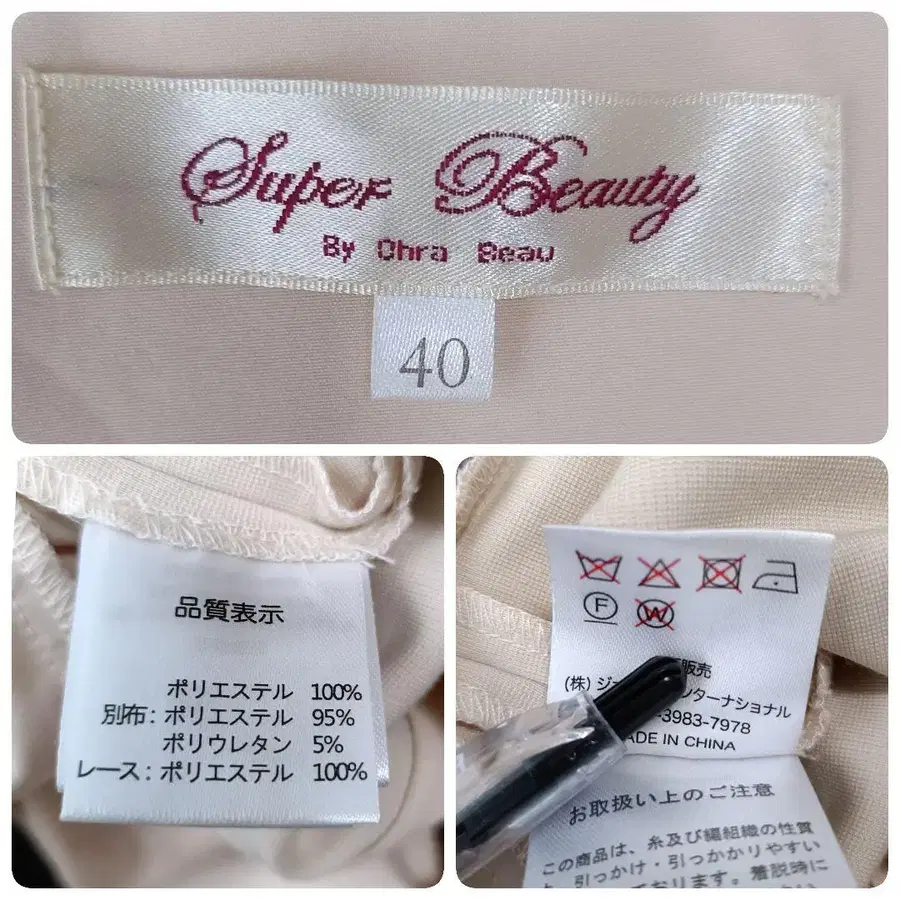 Super Beauty
By Ohra Beau
40
品質表示
ポリエステル 100%
別布：ポリエステル 95%
ポリウレタン 5%
レース：ポリエステル 100%
F
W
販売
(株) ジ ンターナショナル
-3983-7978
ADE IN CHINA
お取扱い上のご注意
この商品は、糸及び編組織の性質
引っかけ・引っかかりやすい
ております。着脱時に